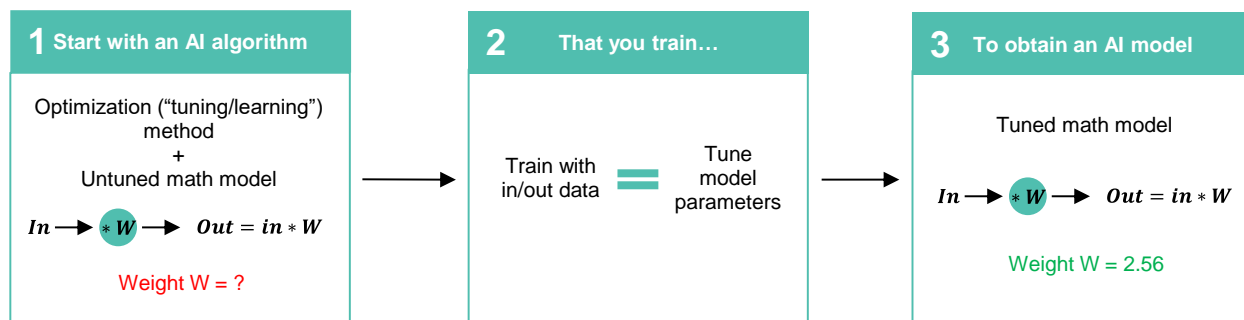 1 Start with an AI algorithm
Optimization (“tuning/learning”)
method
+
Untuned math model
In * W Out = in * W
Weight W = ?
2 That you train…
Train with
in/out data
=
Tune
model
parameters
3 To obtain an AI model
Tuned math model
In * W Out = in * W
Weight W = 2.56